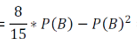 = 8/15 * P(B) − P(B)²